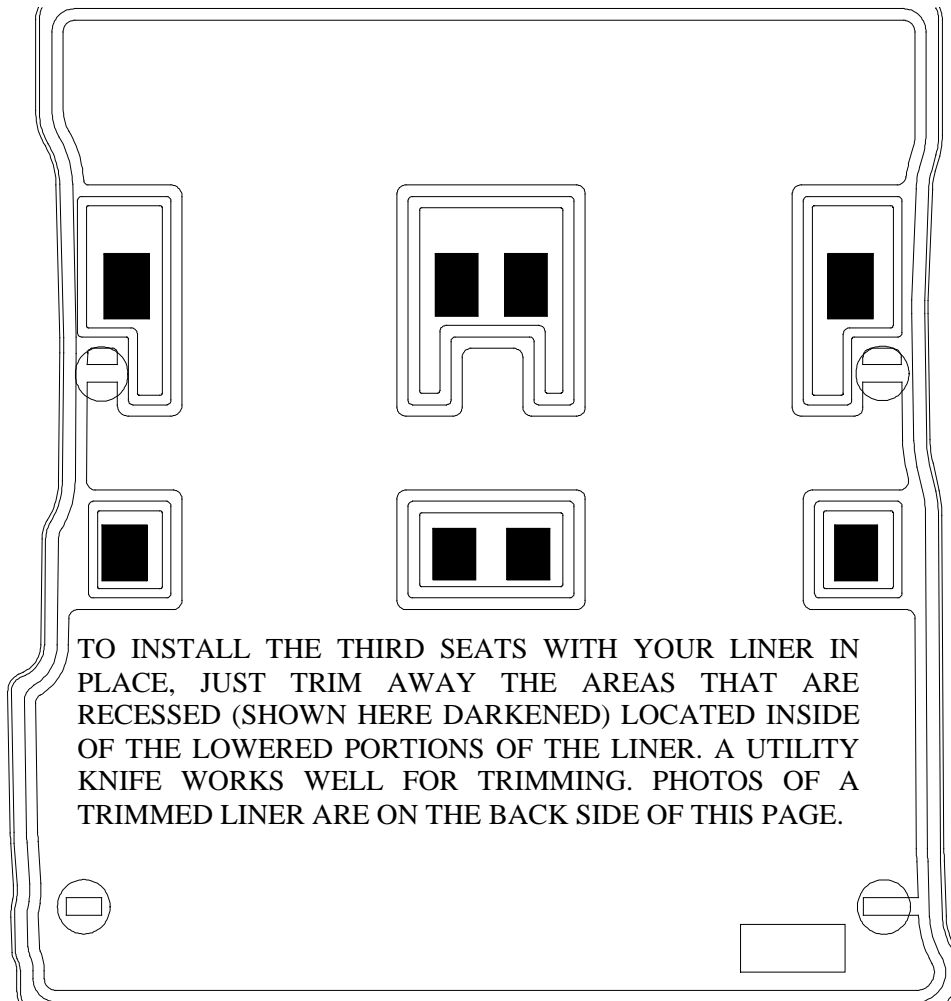 TO INSTALL THE THIRD SEATS WITH YOUR LINER IN
PLACE, JUST TRIM AWAY THE AREAS THAT ARE
RECESSED (SHOWN HERE DARKENED) LOCATED INSIDE
OF THE LOWERED PORTIONS OF THE LINER. A UTILITY
KNIFE WORKS WELL FOR TRIMMING. PHOTOS OF A
TRIMMED LINER ARE ON THE BACK SIDE OF THIS PAGE.